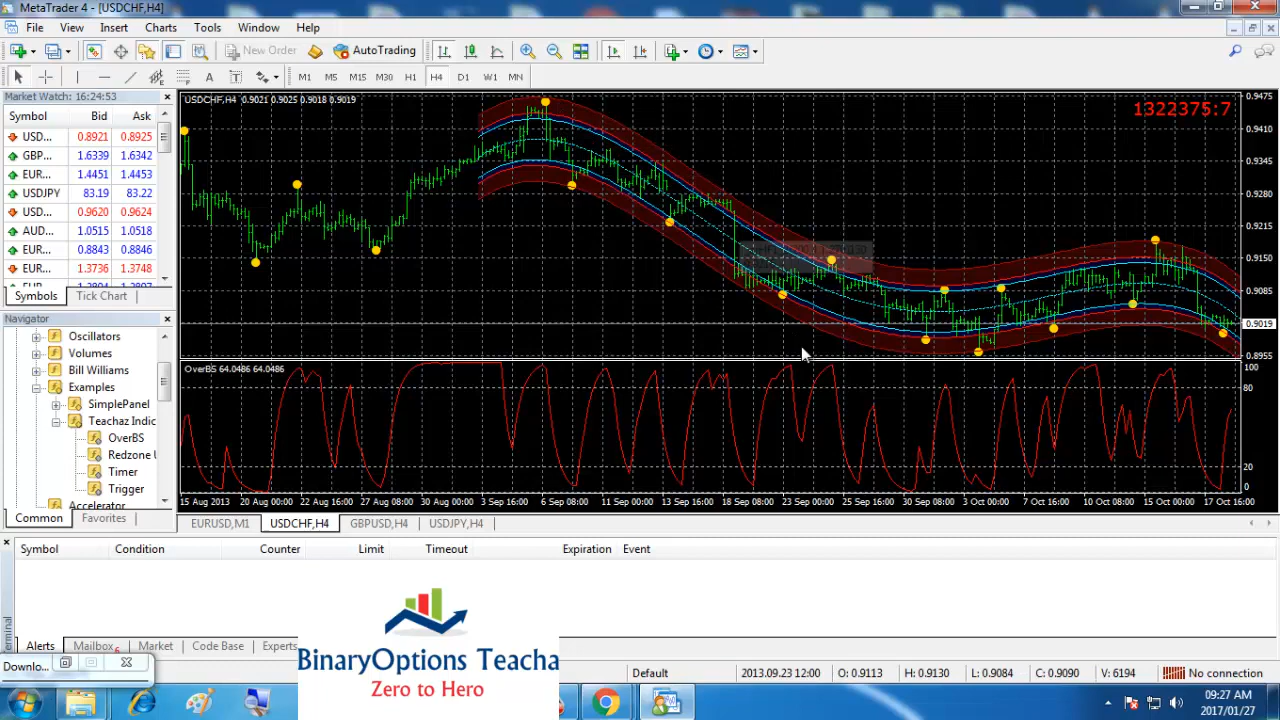 MetaTrader 4 - [USDCHF,H4]
File View Insert Charts Tools Window Help
New Order AutoTrading
M1 M5 M15 M30 H1 H4 D1 W1 MN
Market Watch: 16:24:53
Symbol Bid Ask
USD... 0.8921 0.8925
GBP... 1.6339 1.6342
EUR... 1.4451 1.4453
USDJPY 83.19 83.22
USD... 0.9620 0.9624
AUD... 1.0515 1.0518
EUR... 0.8843 0.8846
EUR... 1.3736 1.3748
Symbols Tick Chart
Navigator
Oscillators
Volumes
Bill Williams
Examples
SimplePanel
Teachaz Indic
OverBS
Redzone
Timer
Trigger
Accelerator
Common Favorites
USDCHF,H4 0.9021 0.9025 0.9018 0.9019
1322375:7
0.9475
0.9410
0.9345
0.9280
0.9215
0.9150
0.9085
0.9019
0.8955
OverBS 64.0486 64.0486
100
80
20
0
15 Aug 2013 20 Aug 00:00 22 Aug 16:00 27 Aug 08:00 30 Aug 00:00 3 Sep 16:00 6 Sep 08:00 11 Sep 00:00 13 Sep 16:00 18 Sep 08:00 23 Sep 00:00 25 Sep 16:00 30 Sep 08:00 3 Oct 00:00 7 Oct 16:00 10 Oct 08:00 15 Oct 00:00 17 Oct 16:00
EURUSD,M1 USDCHF,H4 GBPUSD,H4 USDJPY,H4
Symbol Condition Counter Limit Timeout Expiration Event
Alerts Mailbox 6 Market Code Base Experts
Downlo...
BinaryOptions Teacha
Zero to Hero
Default 2013.09.23 12:00 O: 0.9113 H: 0.9130 L: 0.9084 C: 0.9090 V: 6194 No connection
09:27 AM
2017/01/27